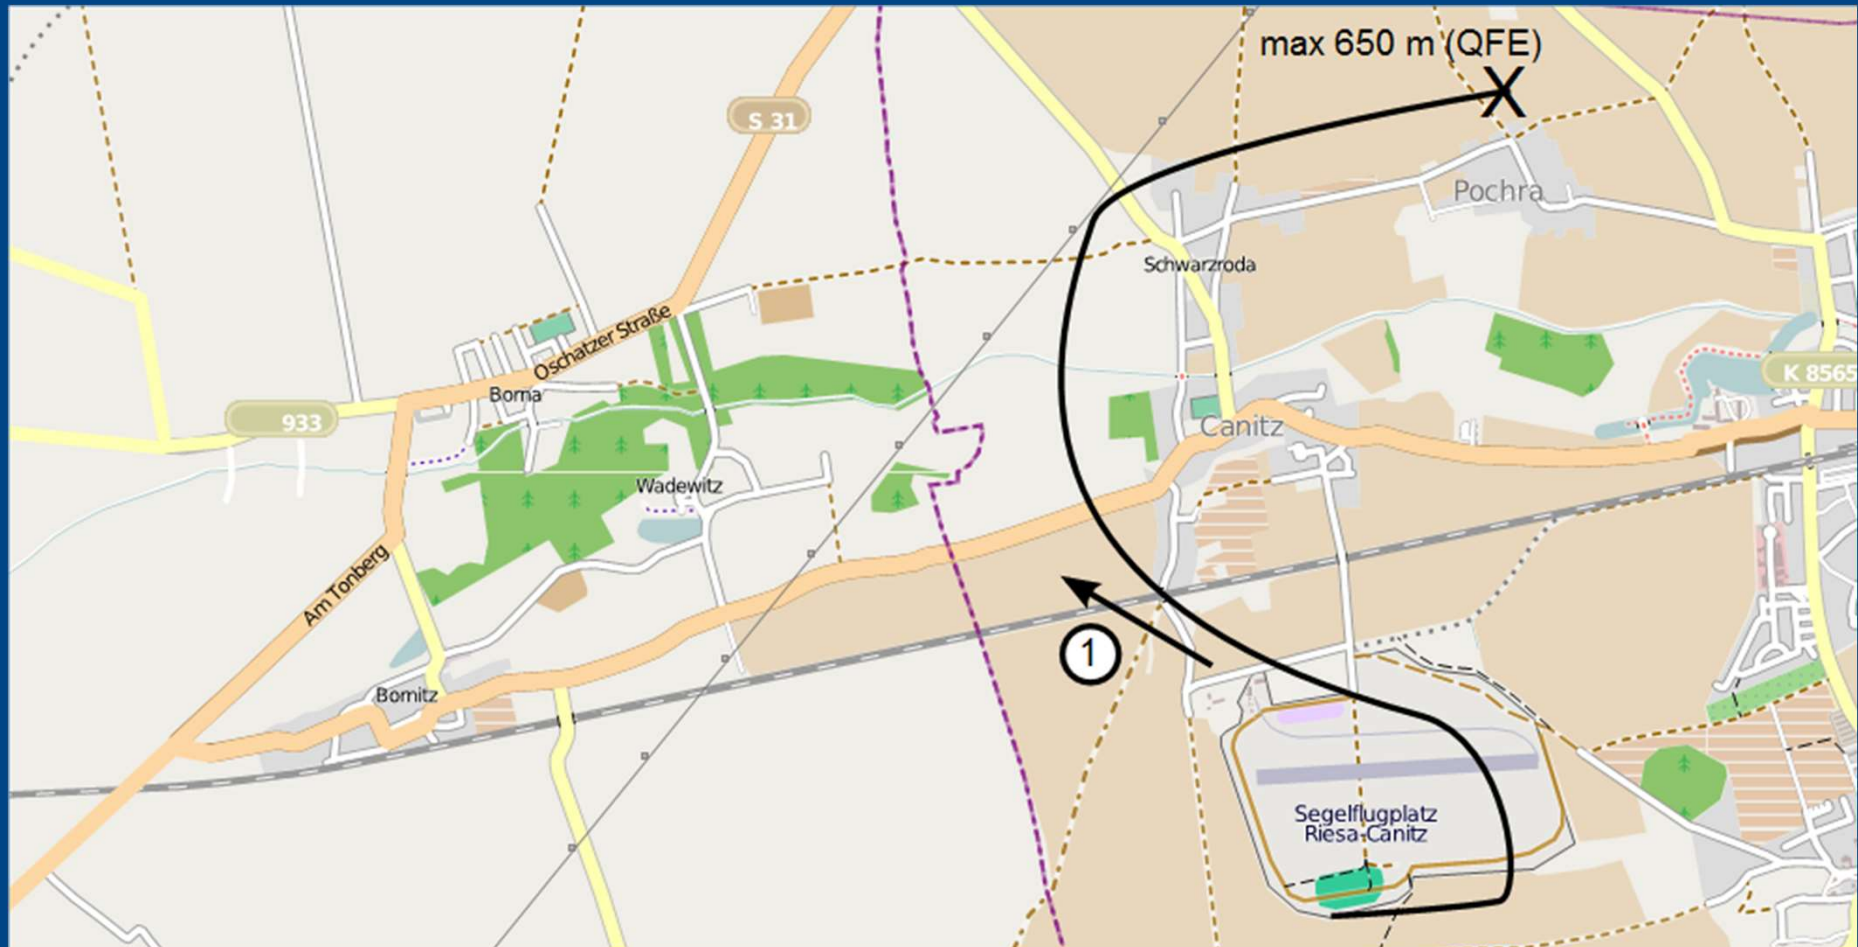 max 650 m (QFE)
X
S 31
Pochra
Schwarzroda
Oschatzer Straße
K 8565
Borna
933
Canitz
Wadewitz
Am Tonberg
1
Bornitz
Segelflugplatz
Riesa-Canitz